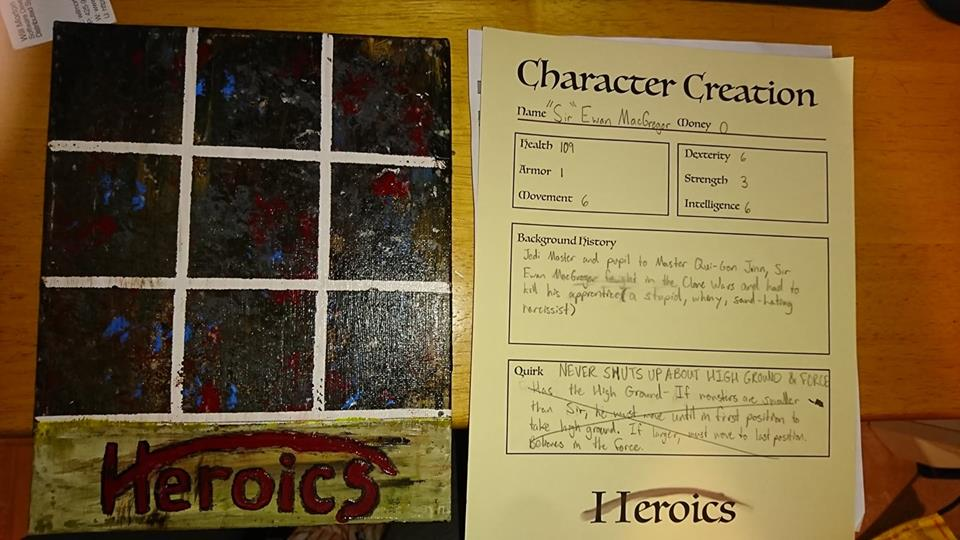 Heroics
Character Creation
Name "Sir" Ewan MacGregor Money 0
Health 109
Armor 1
Movement 6
Dexterity 6
Strength 3
Intelligence 6
Background History
Jedi Master and pupil to Master Qui-Gon Jinn, Sir
Ewan MacGregor fought in the Clone Wars and had to
kill his apprentice (a stupid, whiny, sand-hating
narcissist)
Quirk NEVER SHUTS UP ABOUT HIGH GROUND & FORCE
Has the High Ground- If monsters are smaller
than Sir, he must move until in first position to
take high ground. If larger, must move to last position.
Believes in the Force.
Heroics